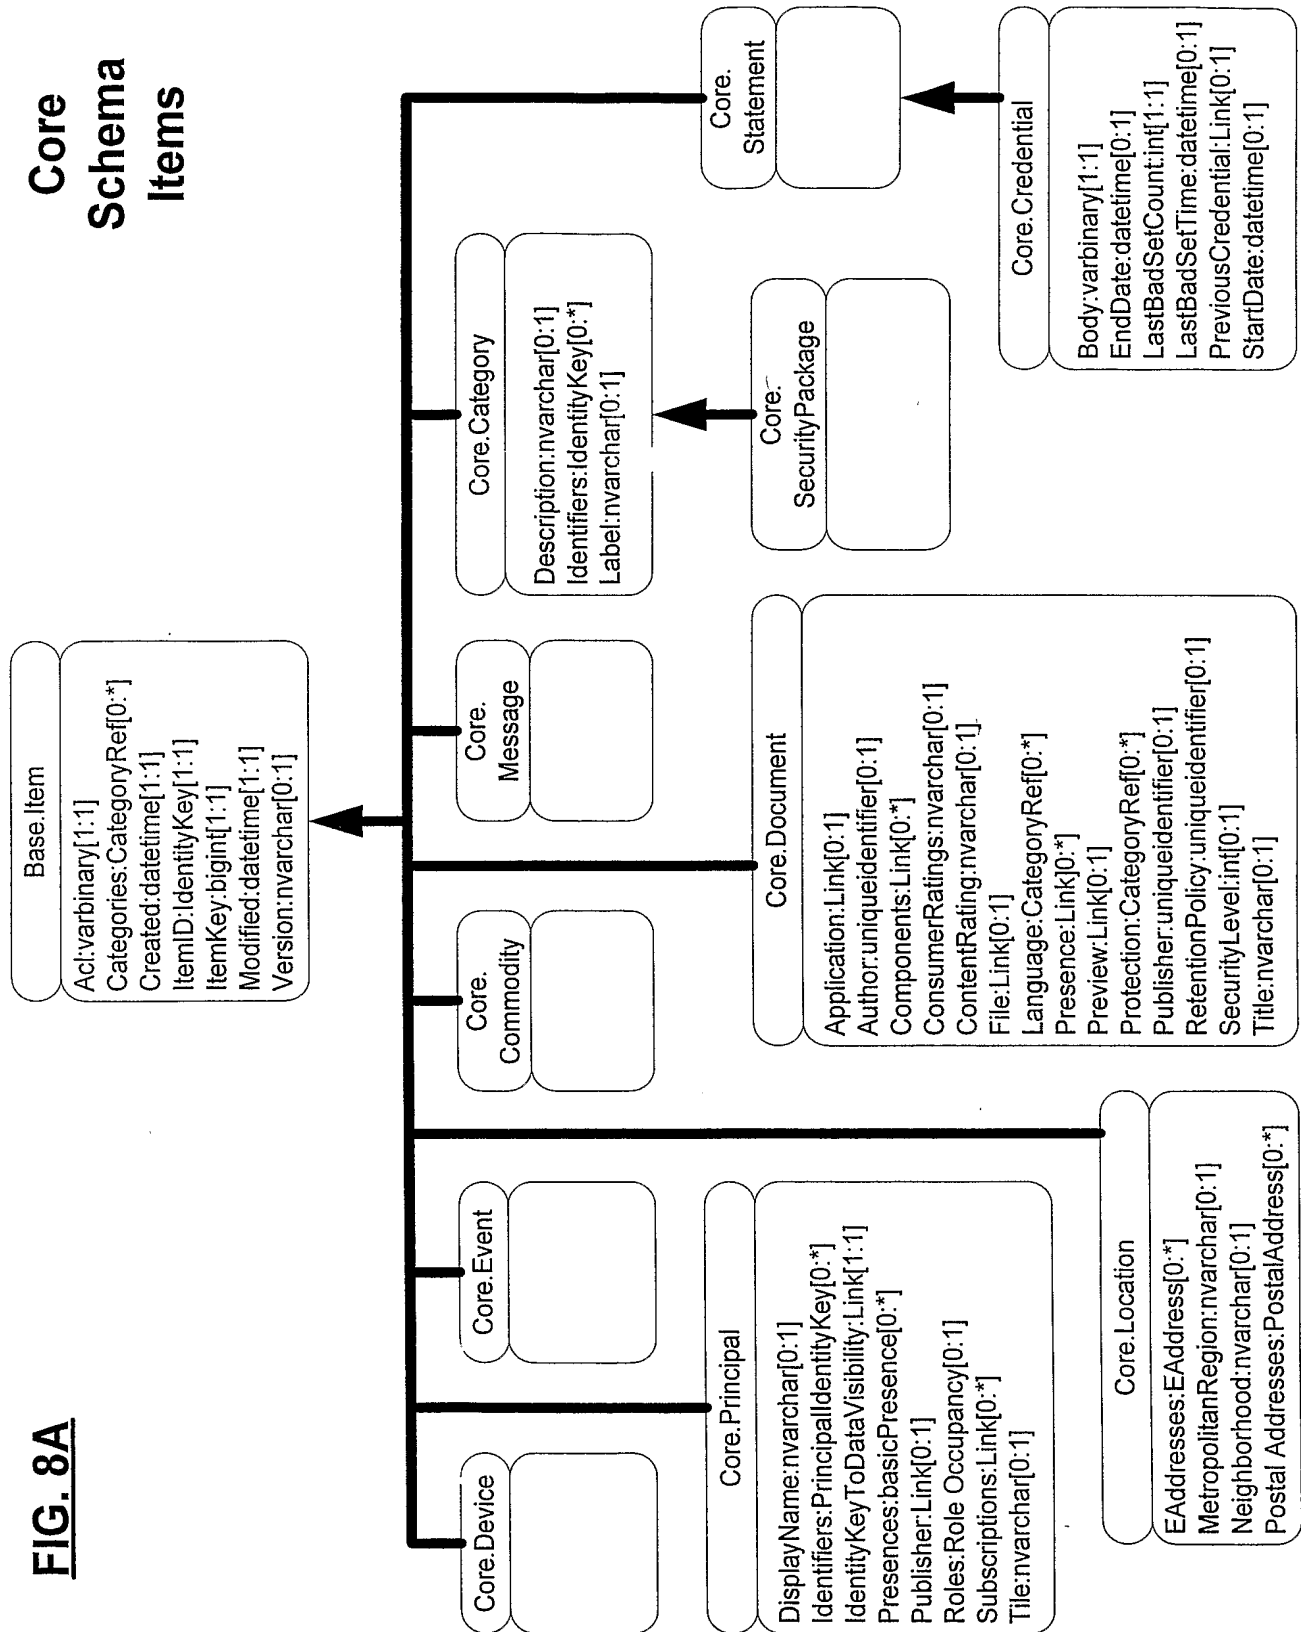 FIG. 8A
Core
Schema
Items
Base.Item
Acl:varbinary[1:1]
Categories:CategoryRef[0:*]
Created:datetime[1:1]
ItemID:IdentityKey[1:1]
ItemKey:bigint[1:1]
Modified:datetime[1:1]
Version:nvarchar[0:1]
Core.Device
Core.Event
Core.
Commodity
Core.
Message
Core.Category
Description:nvarchar[0:1]
Identifiers:IdentityKey[0:*]
Label:nvarchar[0:1]
Core.
Statement
Core.Principal
DisplayName:nvarchar[0:1]
Identifiers:PrincipalIdentityKey[0:*]
IdentityKeyToDataVisibility:Link[1:1]
Presences:basicPresence[0:*]
Publisher:Link[0:1]
Roles:Role Occupancy[0:1]
Subscriptions:Link[0:*]
Tile:nvarchar[0:1]
Core.Document
Application:Link[0:1]
Author:uniqueidentifier[0:1]
Components:Link[0:*]
ConsumerRatings:nvarchar[0:1]
ContentRating:nvarchar[0:1]
File:Link[0:1]
Language:CategoryRef[0:*]
Presence:Link[0:*]
Preview:Link[0:1]
Protection:CategoryRef[0:*]
Publisher:uniqueidentifier[0:1]
RetentionPolicy:uniqueidentifier[0:1]
SecurityLevel:int[0:1]
Title:nvarchar[0:1]
Core.
SecurityPackage
Core.Credential
Body:varbinary[1:1]
EndDate:datetime[0:1]
LastBadSetCount:int[1:1]
LastBadSetTime:datetime[0:1]
PreviousCredential:Link[0:1]
StartDate:datetime[0:1]
Core.Location
EAddresses:EAddress[0:*]
MetropolitanRegion:nvarchar[0:1]
Neighborhood:nvarchar[0:1]
Postal Addresses:PostalAddress[0:*]